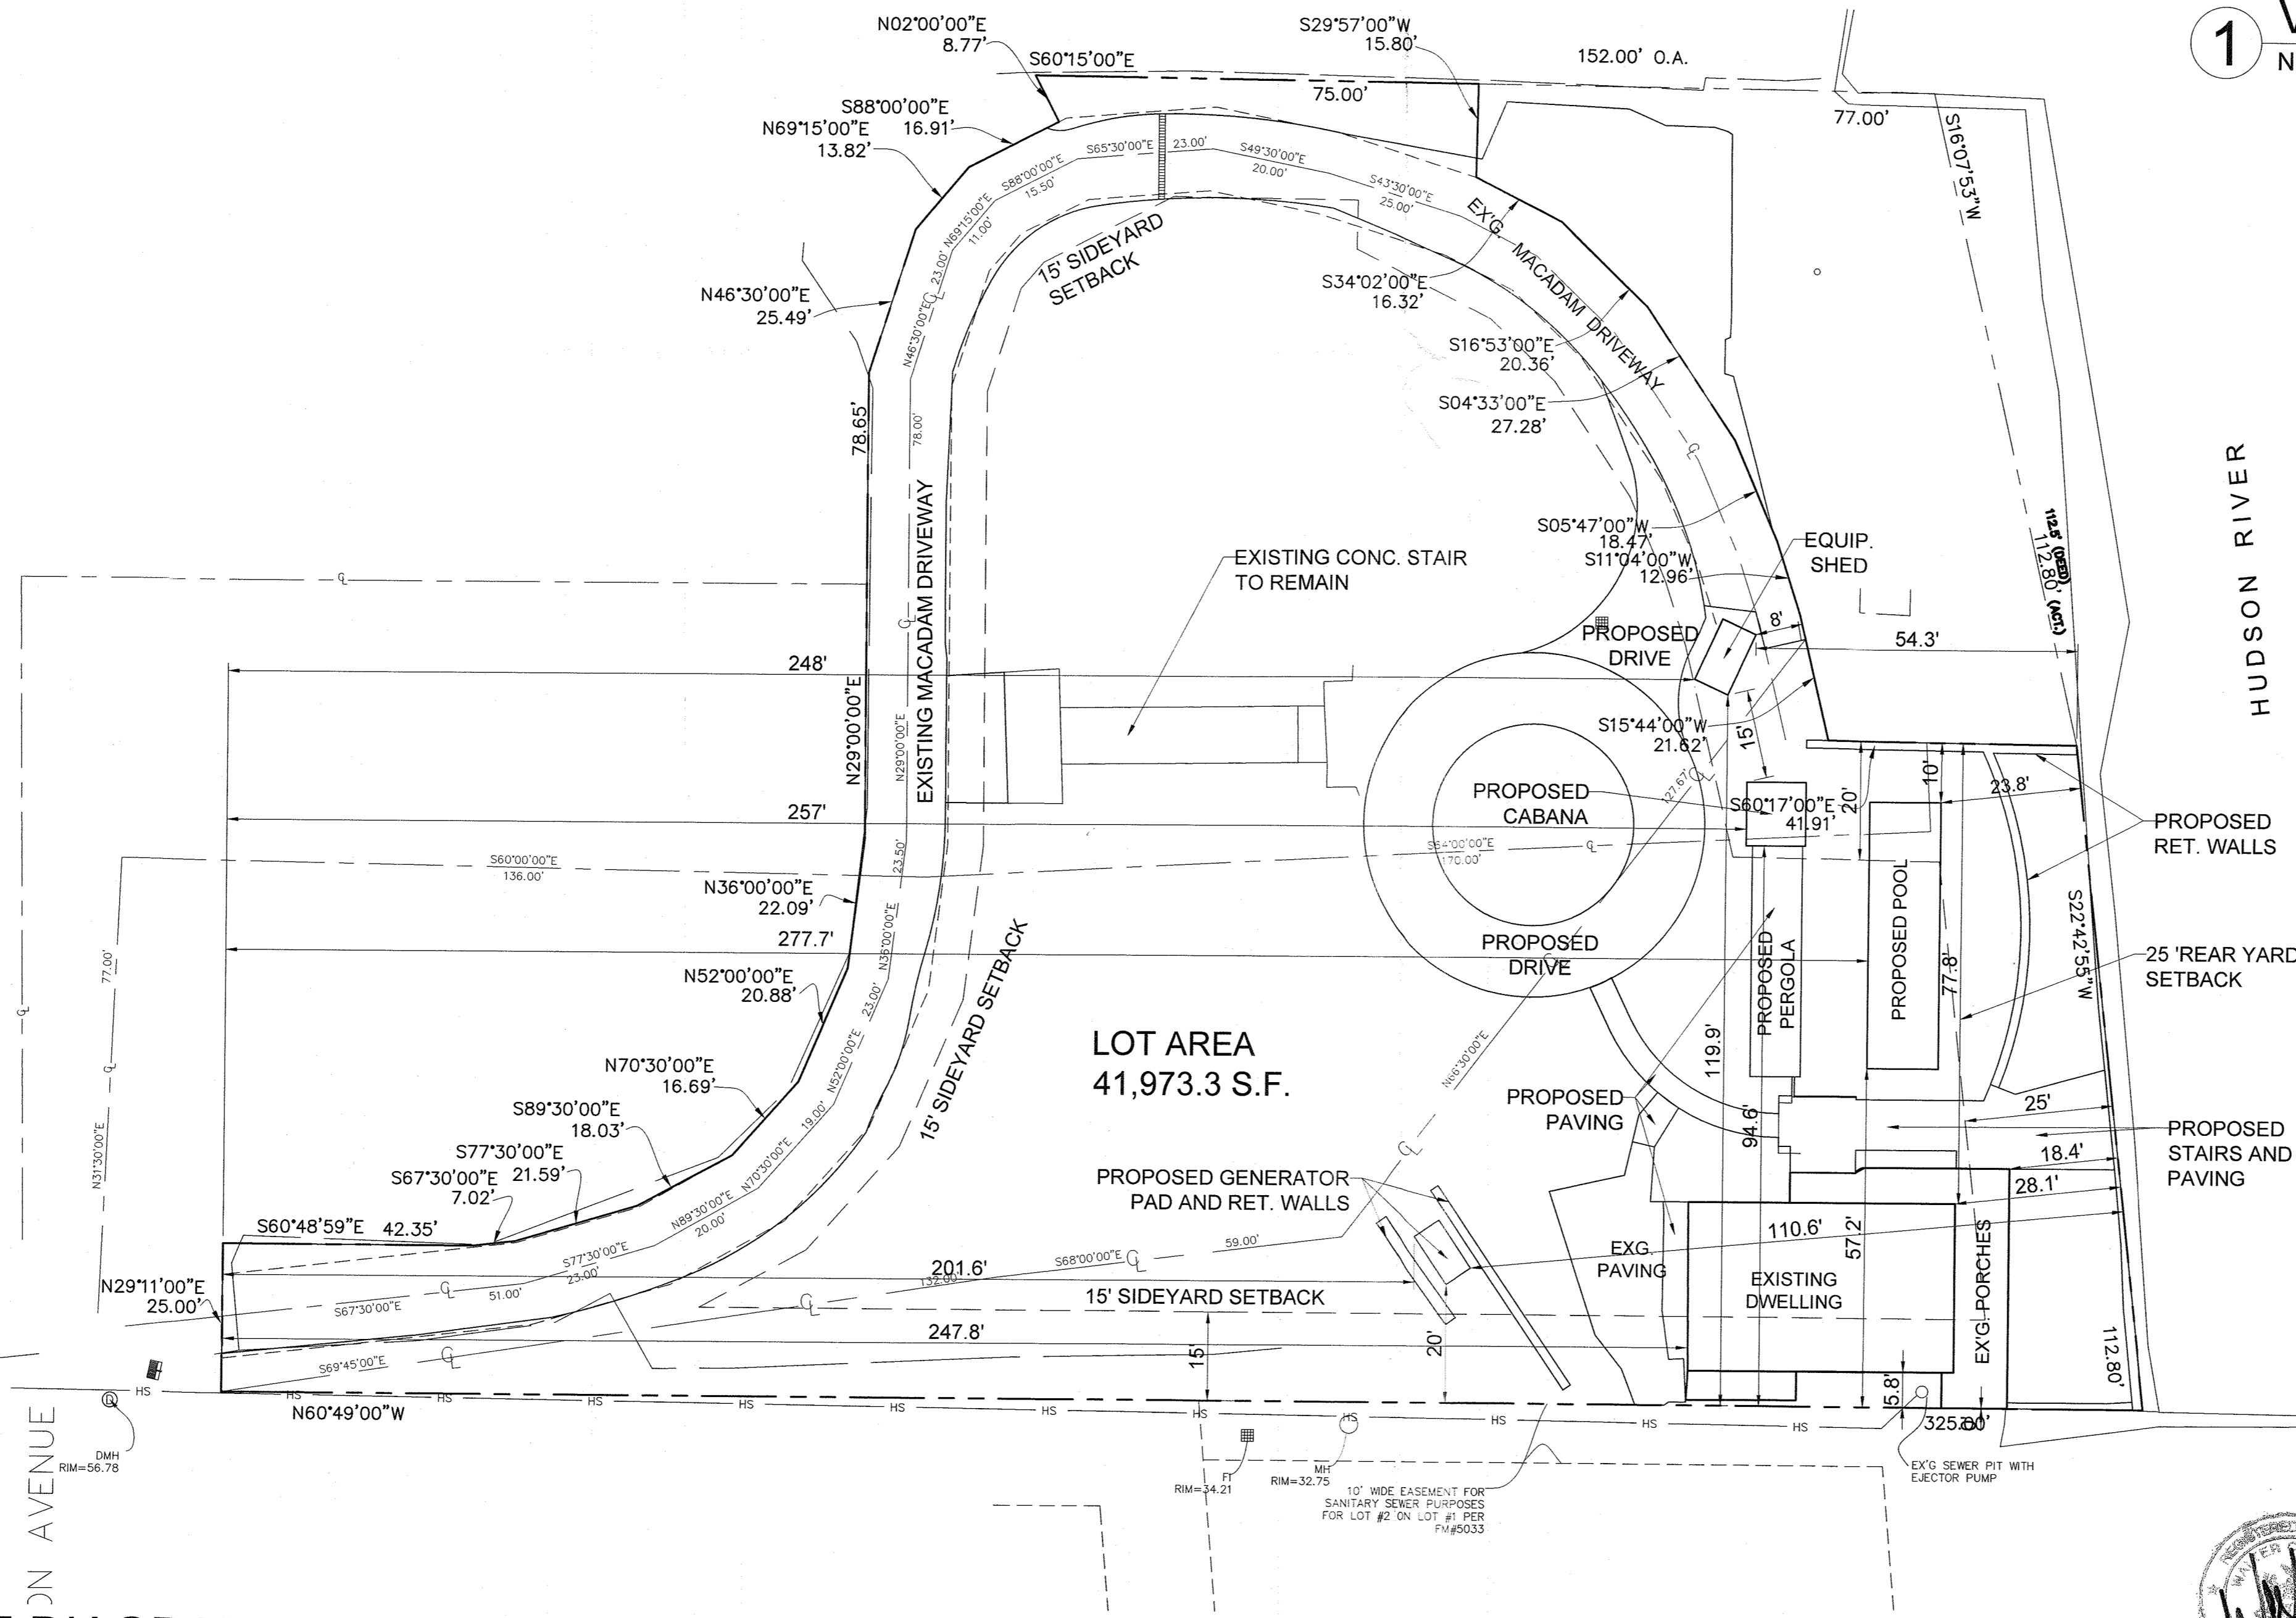 N02°00'00"E
8.77'
S60°15'00"E
S29°57'00"W
15.80'
152.00' O.A.
1
75.00'
77.00'
S88°00'00"E
16.91'
N69°15'00"E
13.82'
S65°30'00"E
23.00'
S49°30'00"E
20.00'
S43°30'00"E
25.00'
S88°00'00"E
15.50'
N69°15'00"E
11.00'
23.00'
S16°07'53"W
15' SIDEYARD
SETBACK
EX'G. MACADAM DRIVEWAY
N46°30'00"E
25.49'
N46°30'00"E
S34°02'00"E
16.32'
S16°53'00"E
20.36'
S04°33'00"E
27.28'
78.65'
78.00'
HUDSON RIVER
EXISTING MACADAM DRIVEWAY
S05°47'00"W
18.47'
S11°04'00"W
12.96'
EQUIP.
SHED
112.5' (DEED)
112.80' (ACT.)
EXISTING CONC. STAIR
TO REMAIN
PROPOSED
DRIVE
8'
54.3'
248'
N29°00'00"E
N29°00'00"E
S15°44'00"W
21.62'
15'
127.67'
PROPOSED
CABANA
S60°17'00"E
41.91'
20'
10'
23.8'
257'
PROPOSED
RET. WALLS
S60°00'00"E
136.00'
23.50'
S64°00'00"E
170.00'
N36°00'00"E
22.09'
N36°00'00"E
277.7'
PROPOSED
DRIVE
PROPOSED
PERGOLA
PROPOSED POOL
77.8'
S22°42'55"W
25 'REAR YARD
SETBACK
77.00'
N52°00'00"E
20.88'
23.00'
15' SIDEYARD SETBACK
LOT AREA
41,973.3 S.F.
N66°30'00"E
119.9'
N70°30'00"E
16.69'
N52°00'00"E
19.00'
S89°30'00"E
18.03'
PROPOSED
PAVING
94.6'
25'
PROPOSED
STAIRS AND
PAVING
S77°30'00"E
21.59'
S67°30'00"E
7.02'
N31°30'00"E
N70°30'00"E
PROPOSED GENERATOR
PAD AND RET. WALLS
18.4'
28.1'
S60°48'59"E 42.35'
N89°30'00"E
20.00'
59.00'
S68°00'00"E
132.00'
110.6'
57.2'
EXG.
PAVING
EXISTING
DWELLING
EX'G. PORCHES
S77°30'00"E
23.00'
201.6'
N29°11'00"E
25.00'
S67°30'00"E
51.00'
15' SIDEYARD SETBACK
247.8'
15'
20'
S69°45'00"E
112.80'
5.8'
HS HS HS HS HS HS HS HS HS HS HS HS
N60°49'00"W
325.00'
DMH
RIM=56.78
FI
RIM=34.21
MH
RIM=32.75
10' WIDE EASEMENT FOR
SANITARY SEWER PURPOSES
FOR LOT #2 ON LOT #1 PER
FM#5033
EX'G SEWER PIT WITH
EJECTOR PUMP
AVENUE